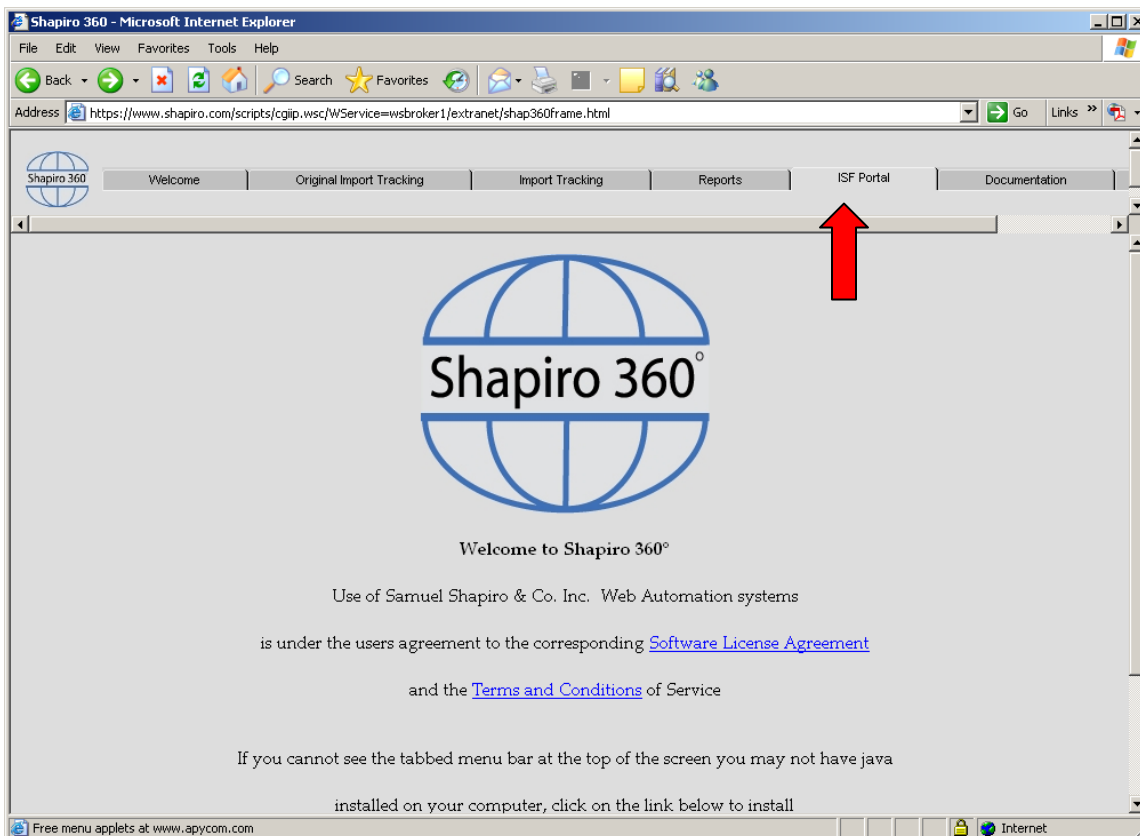 Shapiro 360 - Microsoft Internet Explorer
File Edit View Favorites Tools Help
Back Search Favorites
Address https://www.shapiro.com/scripts/cgiip.wsc/WService=wsbroker1/extranet/shap360frame.html Go Links »
Shapiro 360 Welcome Original Import Tracking Import Tracking Reports ISF Portal Documentation
Shapiro 360°
Welcome to Shapiro 360°
Use of Samuel Shapiro & Co. Inc. Web Automation systems
is under the users agreement to the corresponding Software License Agreement
and the Terms and Conditions of Service
If you cannot see the tabbed menu bar at the top of the screen you may not have java
installed on your computer, click on the link below to install
Free menu applets at www.apycom.com Internet